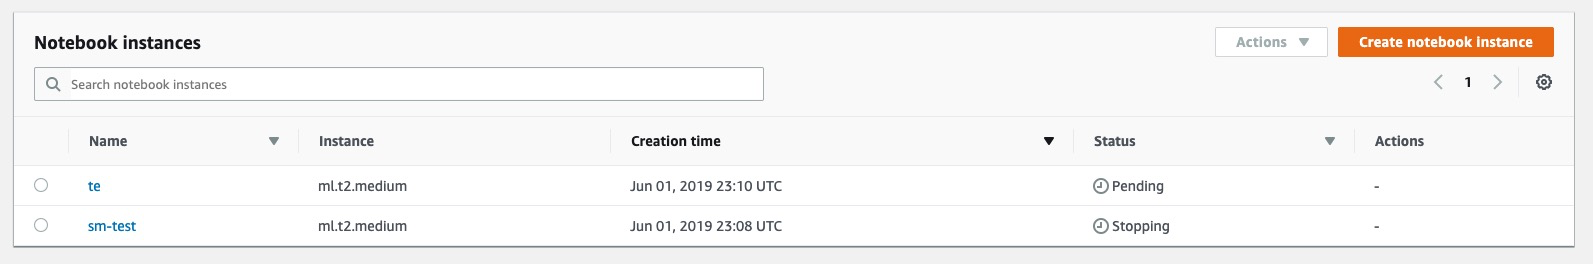 Notebook instances
Actions
Create notebook instance
Search notebook instances
1
Name Instance Creation time Status Actions
te ml.t2.medium Jun 01, 2019 23:10 UTC Pending -
sm-test ml.t2.medium Jun 01, 2019 23:08 UTC Stopping -